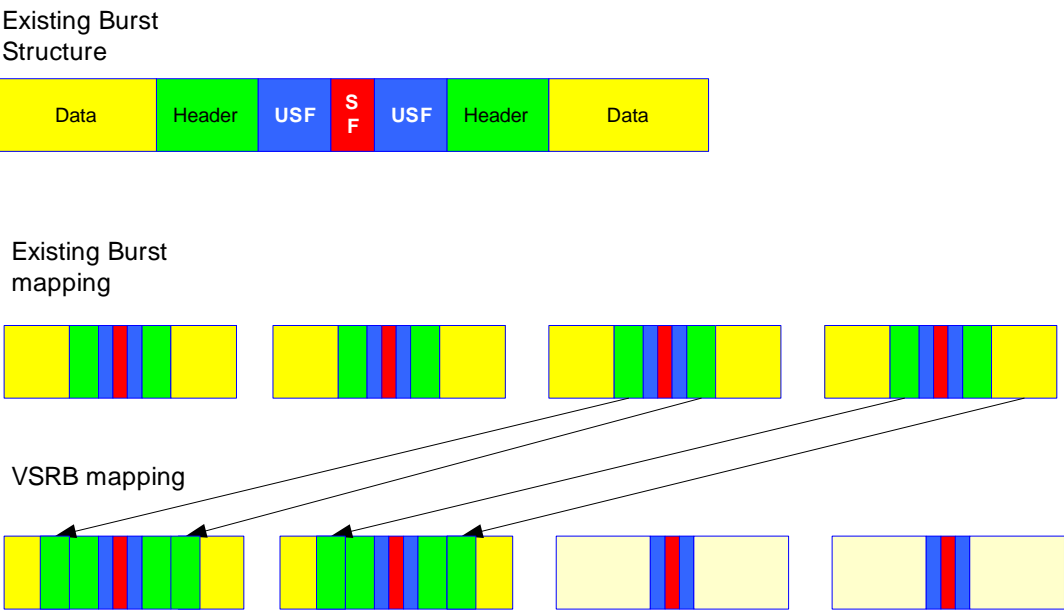 Existing Burst
Structure
Data Header USF S F USF Header Data
Existing Burst
mapping
VSRB mapping